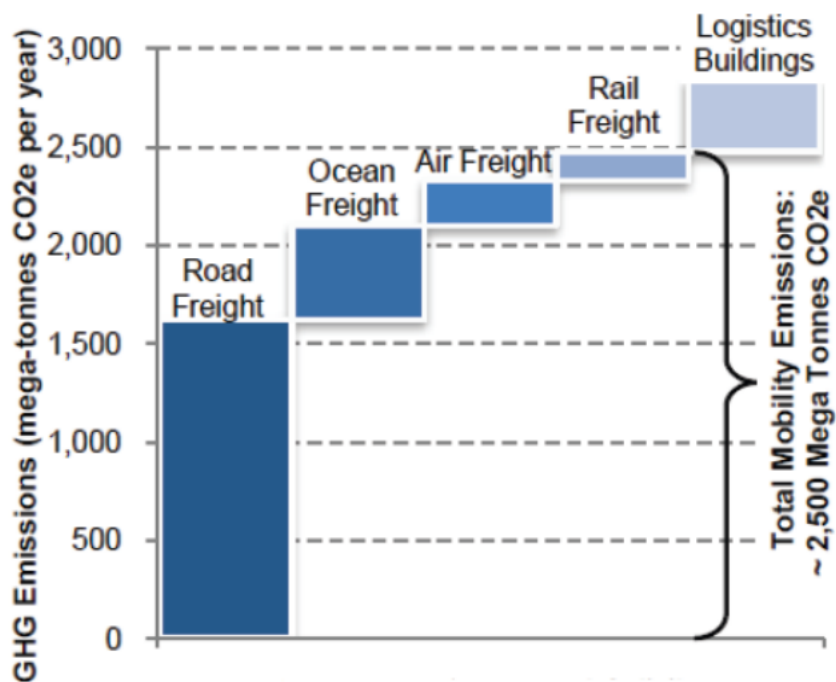 GHG Emissions (mega-tonnes CO2e per year)
3,000
2,500
2,000
1,500
1,000
500
0
Road
Freight
Ocean
Freight
Air Freight
Rail
Freight
Logistics
Buildings
Total Mobility Emissions:
~ 2,500 Mega Tonnes CO2e